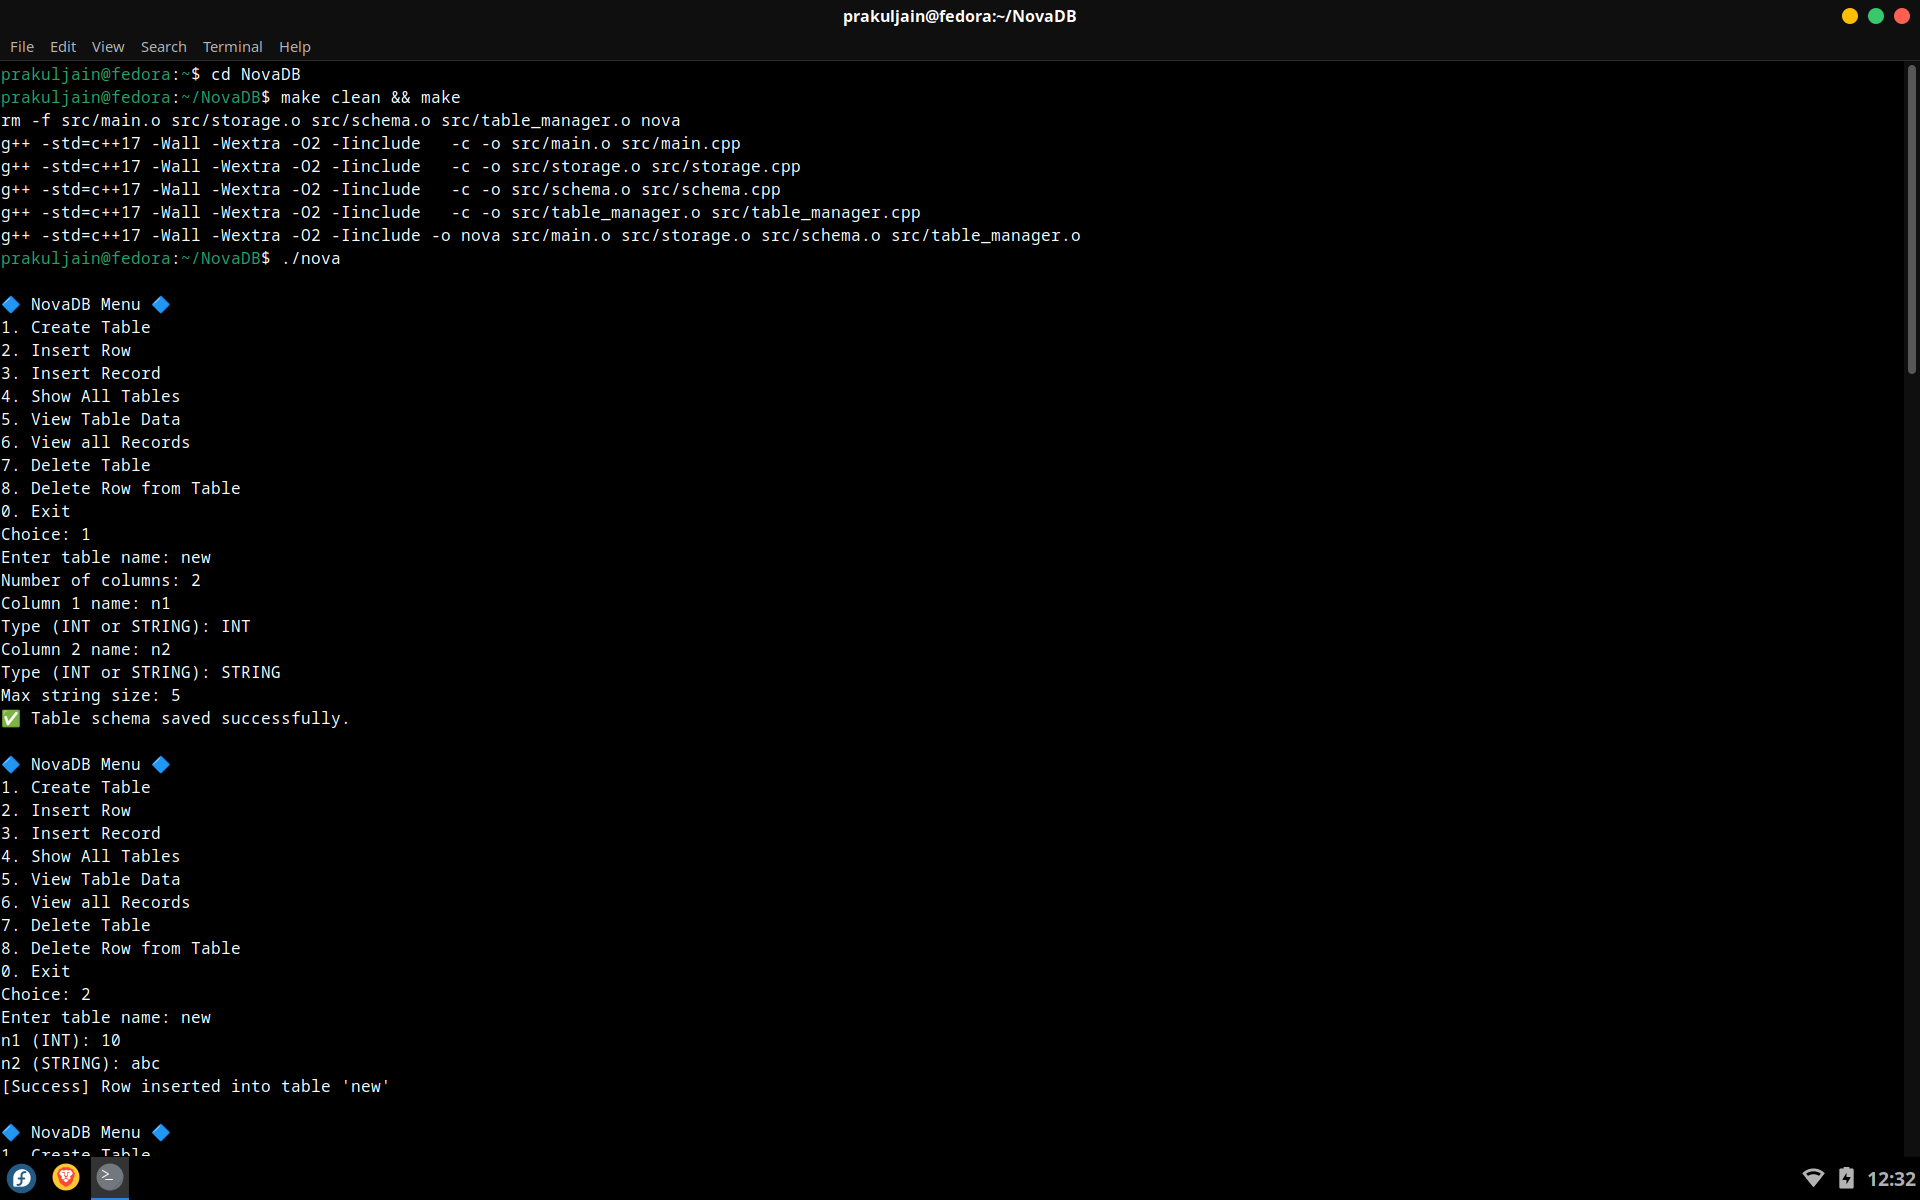 prakuljain@fedora:~/NovaDB
File Edit View Search Terminal Help
prakuljain@fedora:~$ cd NovaDB
prakuljain@fedora:~/NovaDB$ make clean && make
rm -f src/main.o src/storage.o src/schema.o src/table_manager.o nova
g++ -std=c++17 -Wall -Wextra -O2 -Iinclude   -c -o src/main.o src/main.cpp
g++ -std=c++17 -Wall -Wextra -O2 -Iinclude   -c -o src/storage.o src/storage.cpp
g++ -std=c++17 -Wall -Wextra -O2 -Iinclude   -c -o src/schema.o src/schema.cpp
g++ -std=c++17 -Wall -Wextra -O2 -Iinclude   -c -o src/table_manager.o src/table_manager.cpp
g++ -std=c++17 -Wall -Wextra -O2 -Iinclude -o nova src/main.o src/storage.o src/schema.o src/table_manager.o
prakuljain@fedora:~/NovaDB$ ./nova
🔷 NovaDB Menu 🔷
1. Create Table
2. Insert Row
3. Insert Record
4. Show All Tables
5. View Table Data
6. View all Records
7. Delete Table
8. Delete Row from Table
0. Exit
Choice: 1
Enter table name: new
Number of columns: 2
Column 1 name: n1
Type (INT or STRING): INT
Column 2 name: n2
Type (INT or STRING): STRING
Max string size: 5
✅ Table schema saved successfully.
🔷 NovaDB Menu 🔷
1. Create Table
2. Insert Row
3. Insert Record
4. Show All Tables
5. View Table Data
6. View all Records
7. Delete Table
8. Delete Row from Table
0. Exit
Choice: 2
Enter table name: new
n1 (INT): 10
n2 (STRING): abc
[Success] Row inserted into table 'new'
🔷 NovaDB Menu 🔷
1. Create Table
12:32